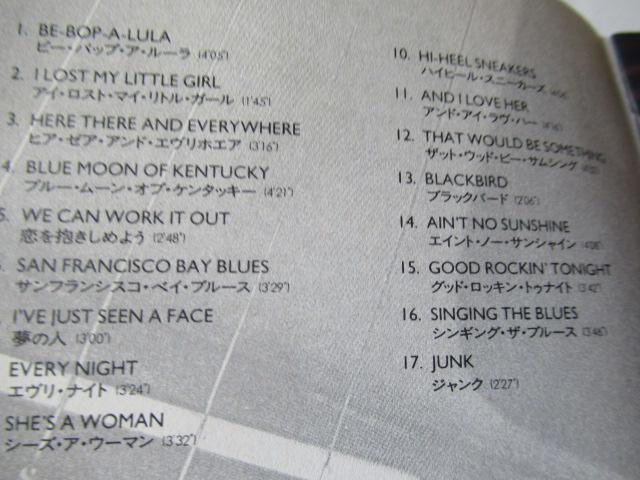 1. BE-BOP-A-LULA
ビー・バップ・ア・ルーラ (4'05")
2. I LOST MY LITTLE GIRL
アイ・ロスト・マイ・リトル・ガール (1'45")
3. HERE THERE AND EVERYWHERE
ヒア・ゼア・アンド・エヴリホエア (3'16")
4. BLUE MOON OF KENTUCKY
ブルー・ムーン・オブ・ケンタッキー (4'21")
5. WE CAN WORK IT OUT
恋を抱きしめよう (2'48")
SAN FRANCISCO BAY BLUES
サンフランシスコ・ベイ・ブルース (3'29")
I'VE JUST SEEN A FACE
夢の人 (3'00")
EVERY NIGHT
エヴリ・ナイト (3'24")
SHE'S A WOMAN
シーズ・ア・ウーマン (3'32")
10. HI-HEEL SNEAKERS
ハイヒール・スニーカーズ
11. AND I LOVE HER
アンド・アイ・ラヴ・ハー
12. THAT WOULD BE SOMETHING
ザット・ウッド・ビー・サムシング
13. BLACKBIRD
ブラックバード (2'06")
14. AIN'T NO SUNSHINE
エイント・ノー・サンシャイン (4'08")
15. GOOD ROCKIN' TONIGHT
グッド・ロッキン・トゥナイト (3'42")
16. SINGING THE BLUES
シンギング・ザ・ブルース (3'46")
17. JUNK
ジャンク (2'27")